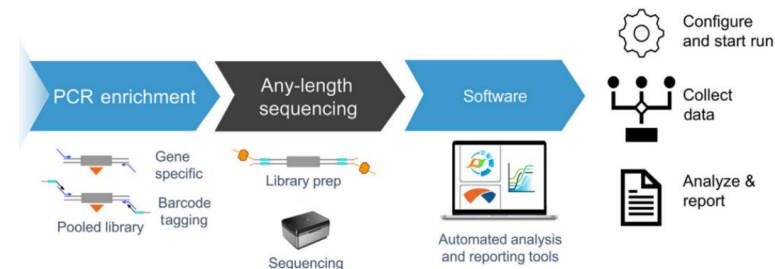 PCR enrichment
Any-length
sequencing
Software
Configure
and start run
Collect
data
Analyze &
report
Gene
specific
Barcode
tagging
Pooled library
Library prep
Sequencing
Automated analysis
and reporting tools